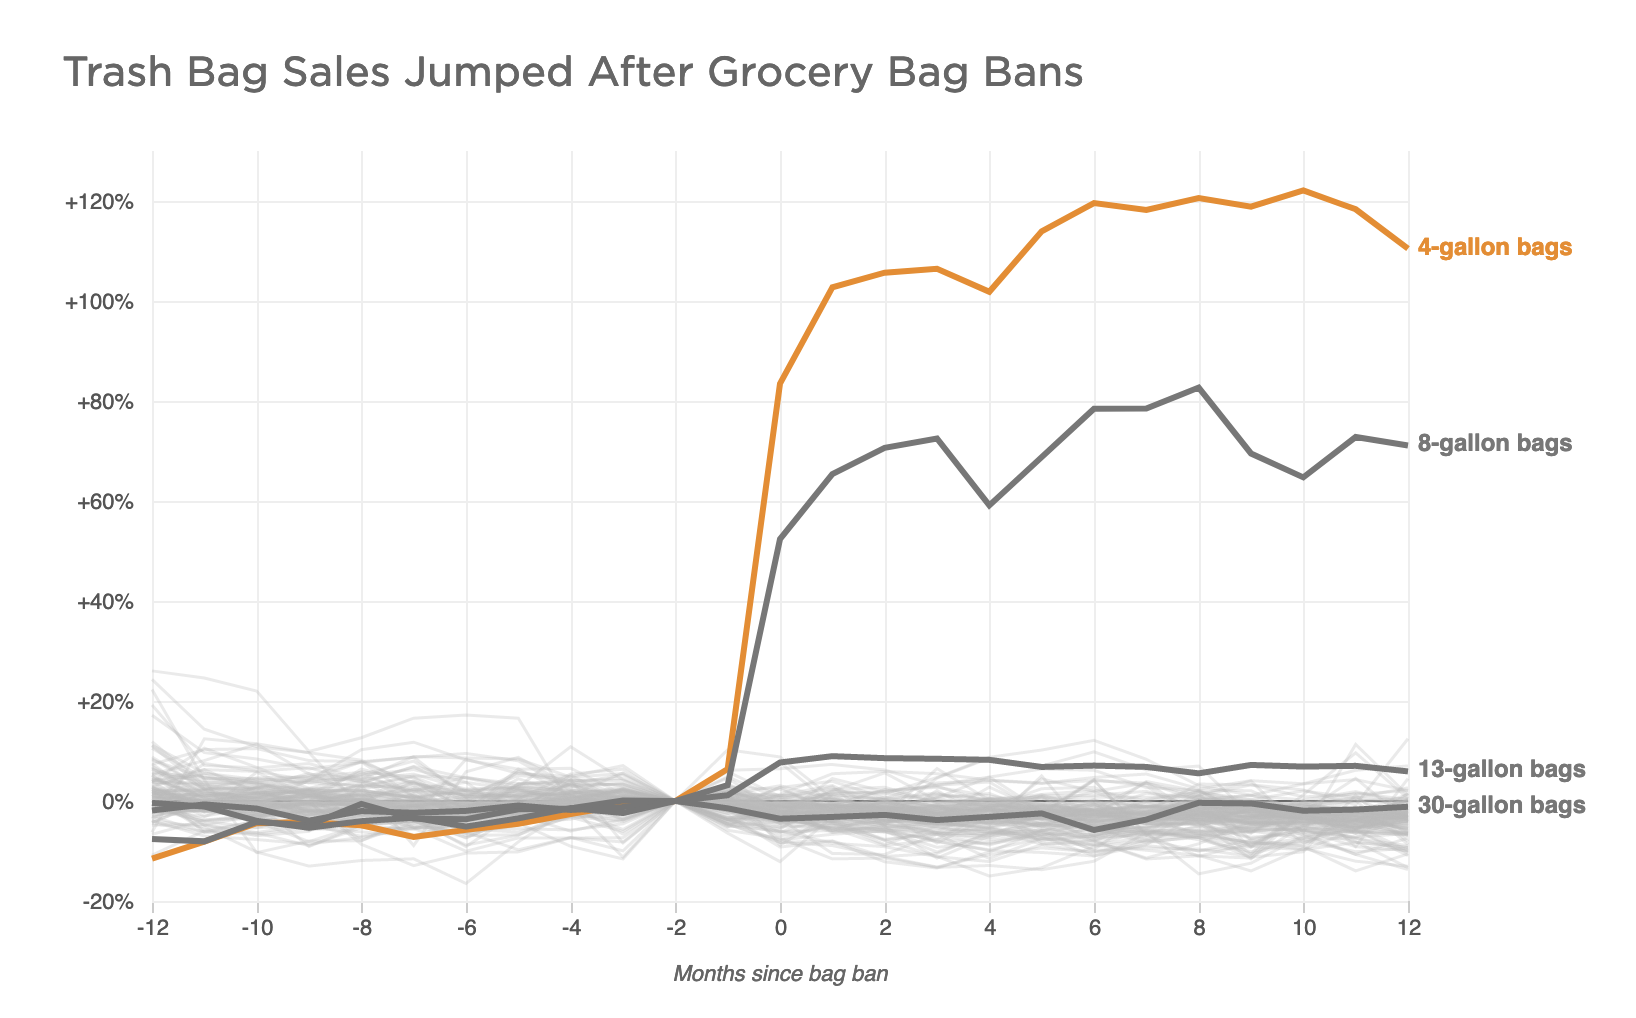 Trash Bag Sales Jumped After Grocery Bag Bans
+120%
4-gallon bags
+100%
+80%
8-gallon bags
+60%
+40%
+20%
13-gallon bags
0%
30-gallon bags
-20%
-12 -10 -8 -6 -4 -2 0 2 4 6 8 10 12
Months since bag ban